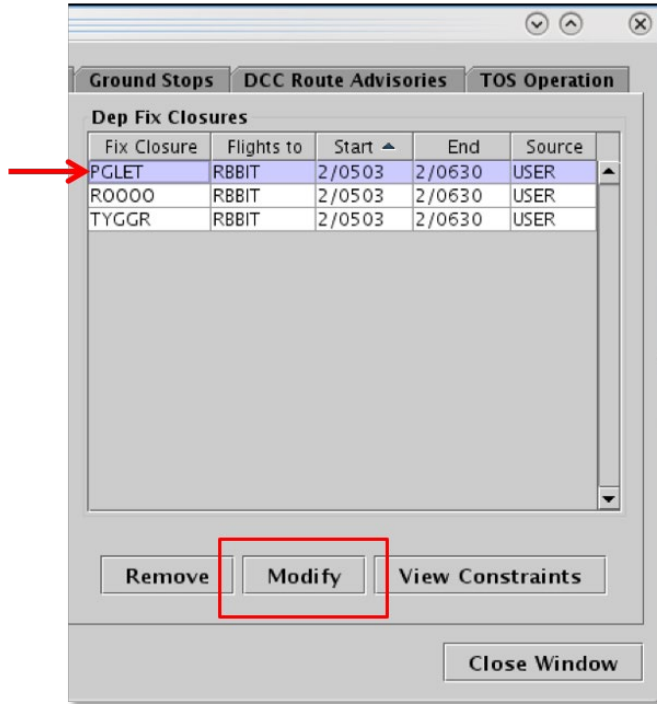 Ground Stops DCC Route Advisories TOS Operation
Dep Fix Closures
Fix Closure Flights to Start End Source
PGLET RBBIT 2/0503 2/0630 USER
ROOOO RBBIT 2/0503 2/0630 USER
TYGGR RBBIT 2/0503 2/0630 USER
Remove Modify View Constraints
Close Window